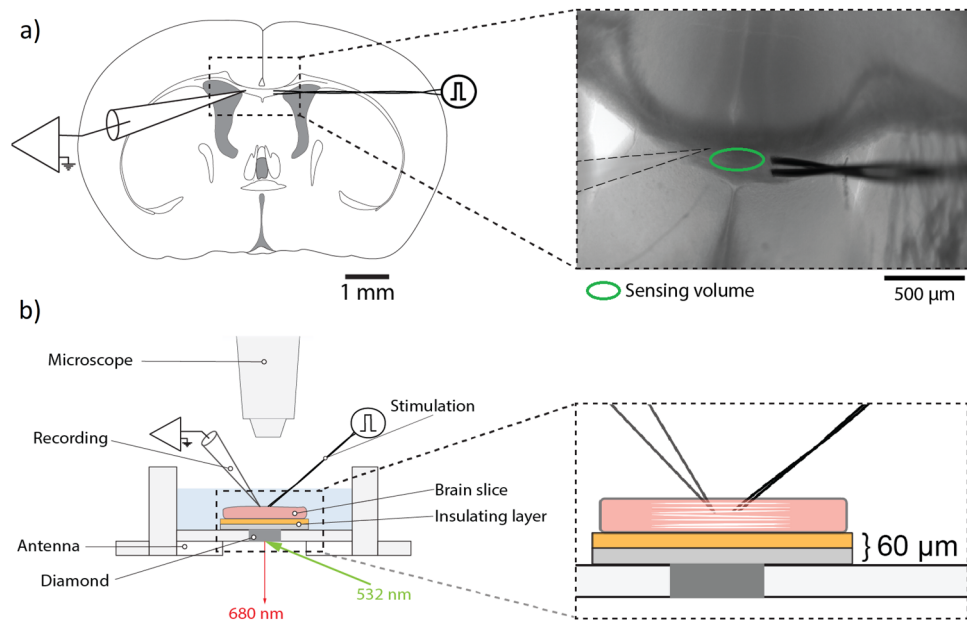 a)
1 mm
Sensing volume
500 µm
b)
Microscope
Stimulation
Recording
Brain slice
Insulating layer
Antenna
Diamond
532 nm
680 nm
60 µm